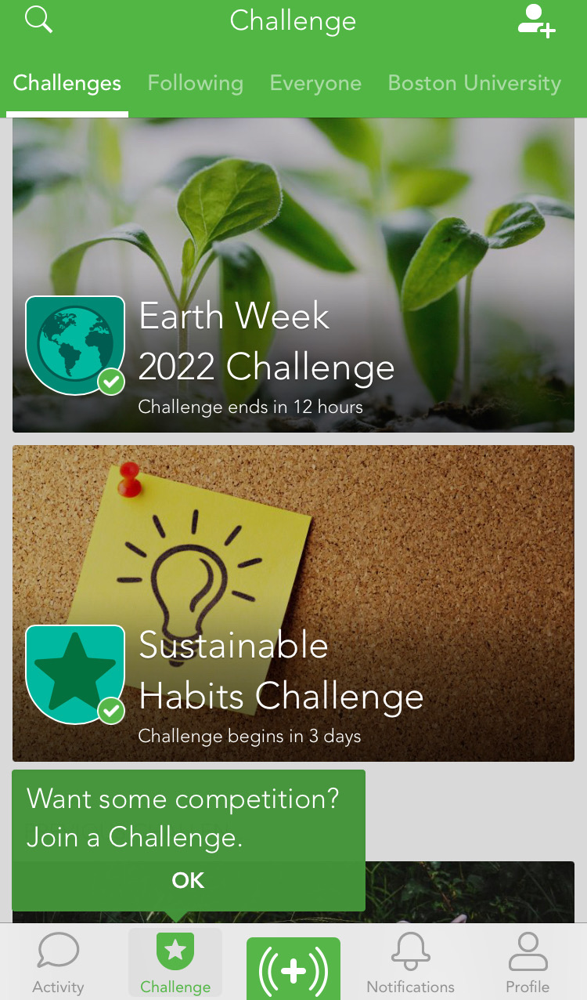 Challenge
Challenges
Following
Everyone
Boston University
Earth Week
2022 Challenge
Challenge ends in 12 hours
Sustainable
Habits Challenge
Challenge begins in 3 days
Want some competition?
Join a Challenge.
OK
Activity
Challenge
Notifications
Profile